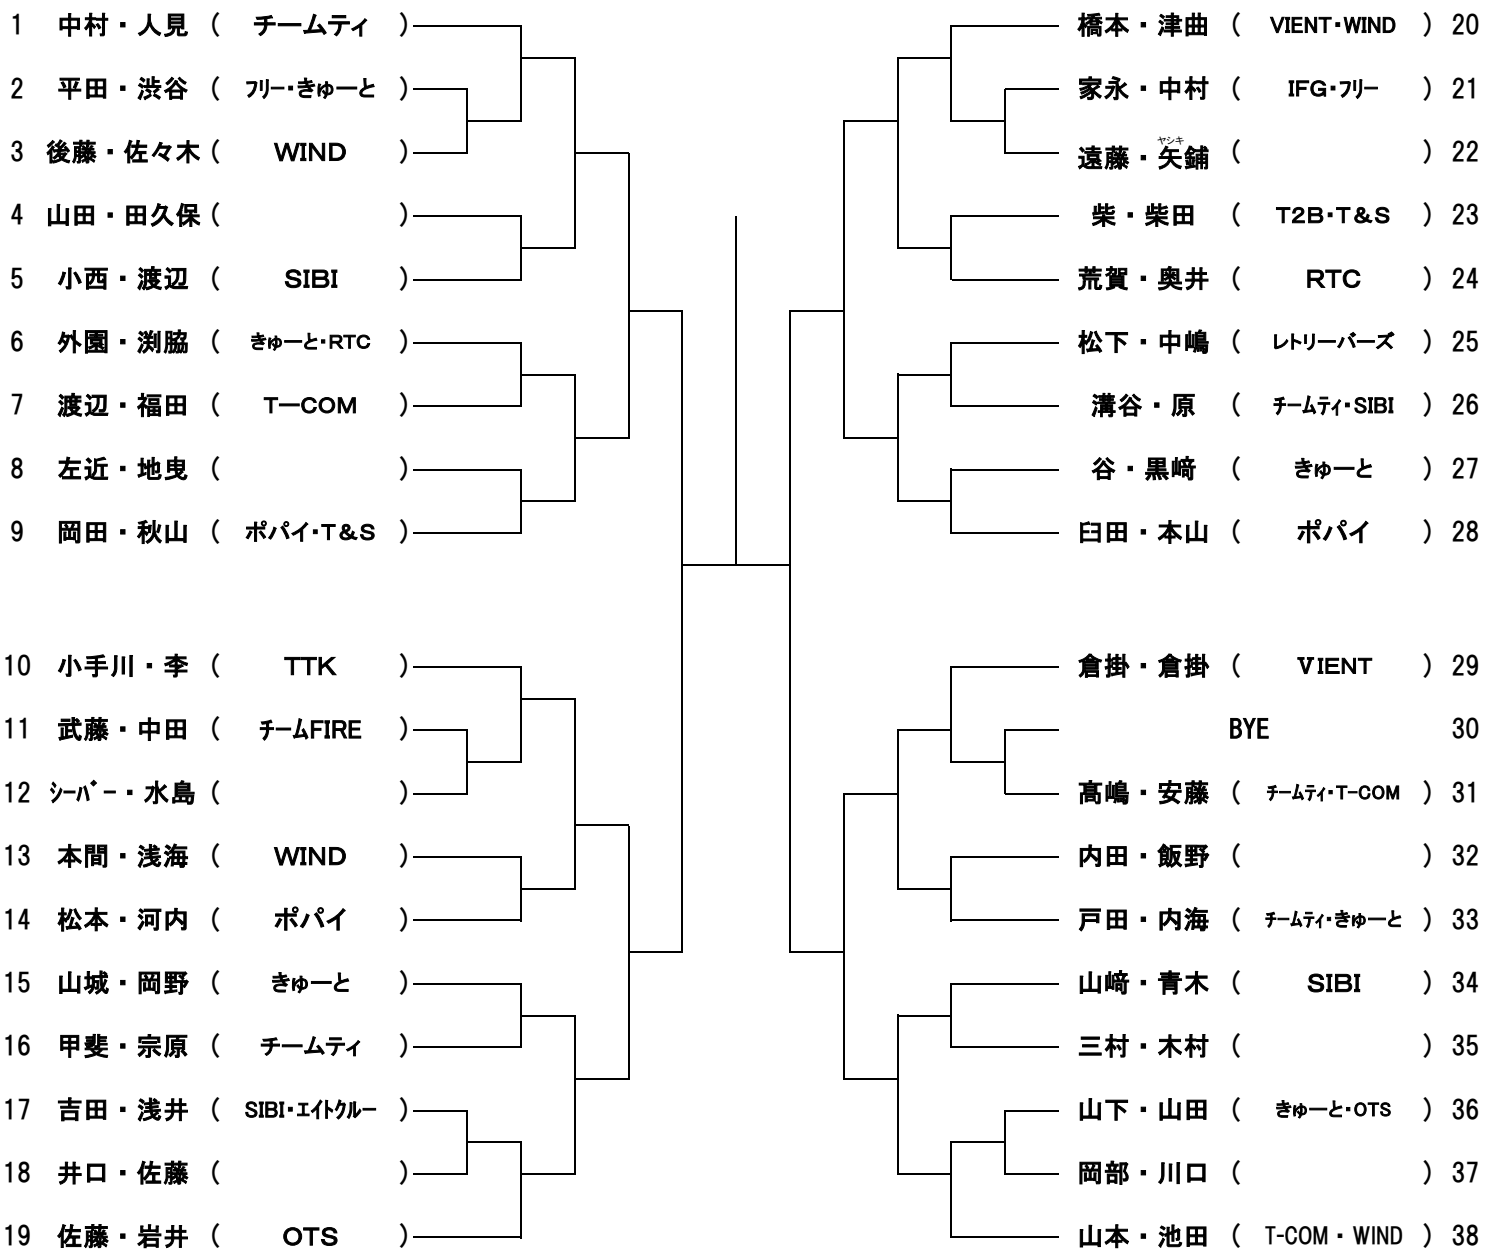 1 中村・人見 ( チームティ )
2 平田・渋谷 ( フリー・きゅーと )
3 後藤・佐々木 ( WIND )
4 山田・田久保 ( )
5 小西・渡辺 ( SIBI )
6 外園・渕脇 ( きゅーと・RTC )
7 渡辺・福田 ( TーCOM )
8 左近・地曳 ( )
9 岡田・秋山 ( ポパイ・T&S )
10 小手川・李 ( TTK )
11 武藤・中田 ( チームFIRE )
12 シーバー・水島 ( )
13 本間・浅海 ( WIND )
14 松本・河内 ( ポパイ )
15 山城・岡野 ( きゅーと )
16 甲斐・宗原 ( チームティ )
17 吉田・浅井 ( SIBI・エイトクルー )
18 井口・佐藤 ( )
19 佐藤・岩井 ( OTS )
橋本・津曲 ( VIENT・WIND ) 20
家永・中村 ( IFG・フリー ) 21
ヤシキ
遠藤・矢鋪 ( ) 22
柴・柴田 ( T2B・T&S ) 23
荒賀・奥井 ( RTC ) 24
松下・中嶋 ( レトリーバーズ ) 25
溝谷・原 ( チームティ・SIBI ) 26
谷・黒﨑 ( きゅーと ) 27
臼田・本山 ( ポパイ ) 28
倉掛・倉掛 ( VIENT ) 29
BYE 30
髙嶋・安藤 ( チームティ・T-COM ) 31
内田・飯野 ( ) 32
戸田・内海 ( チームティ・きゅーと ) 33
山﨑・青木 ( SIBI ) 34
三村・木村 ( ) 35
山下・山田 ( きゅーと・OTS ) 36
岡部・川口 ( ) 37
山本・池田 ( T-COM・WIND ) 38